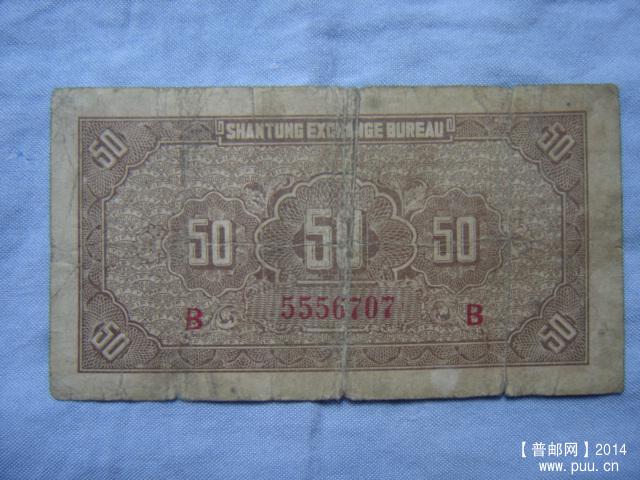 50 SHANTUNG EXCHANGE BUREAU 50
50 50 50
B 5556707 B
50 50
【普邮网】2014
www.puu.cn